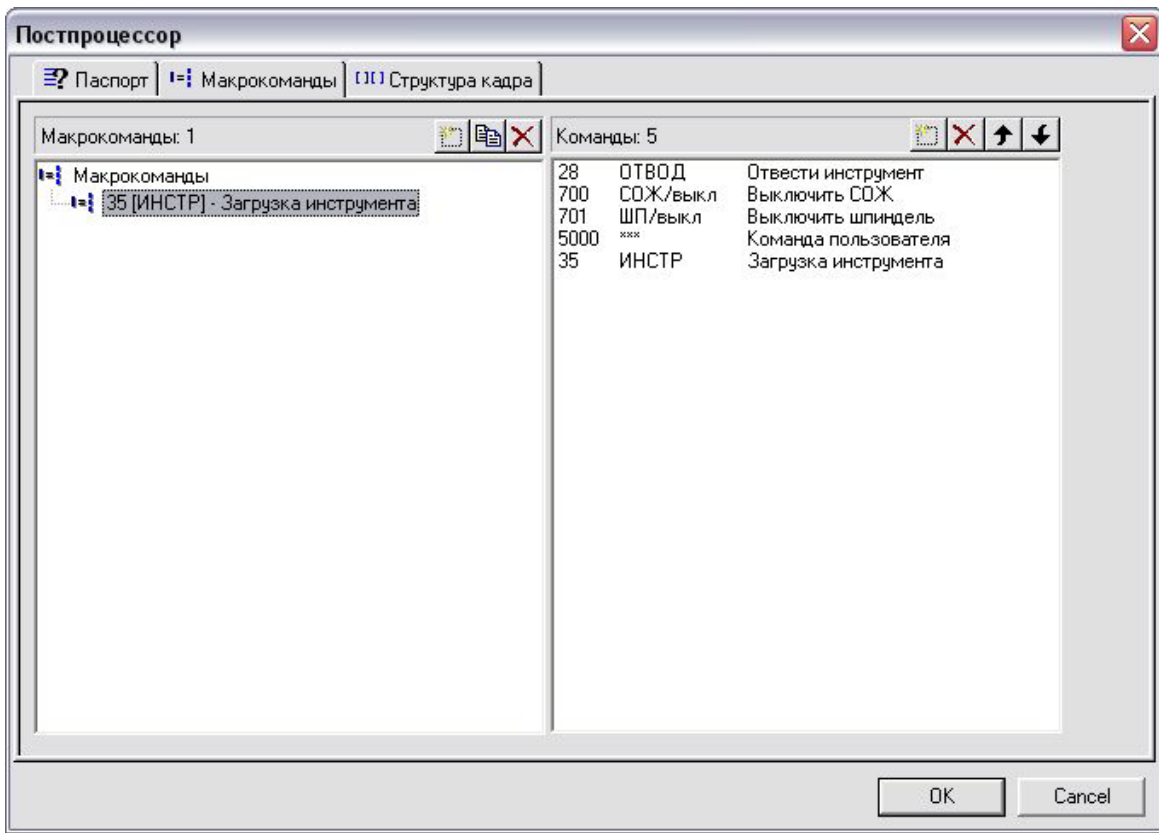 Постпроцессор
Паспорт Макрокоманды Структура кадра
Макрокоманды: 1
Макрокоманды
35 [ИНСТР] - Загрузка инструмента
Команды: 5
28 ОТВОД Отвести инструмент
700 СОЖ/выкл Выключить СОЖ
701 ШП/выкл Выключить шпиндель
5000 *** Команда пользователя
35 ИНСТР Загрузка инструмента
OK Cancel